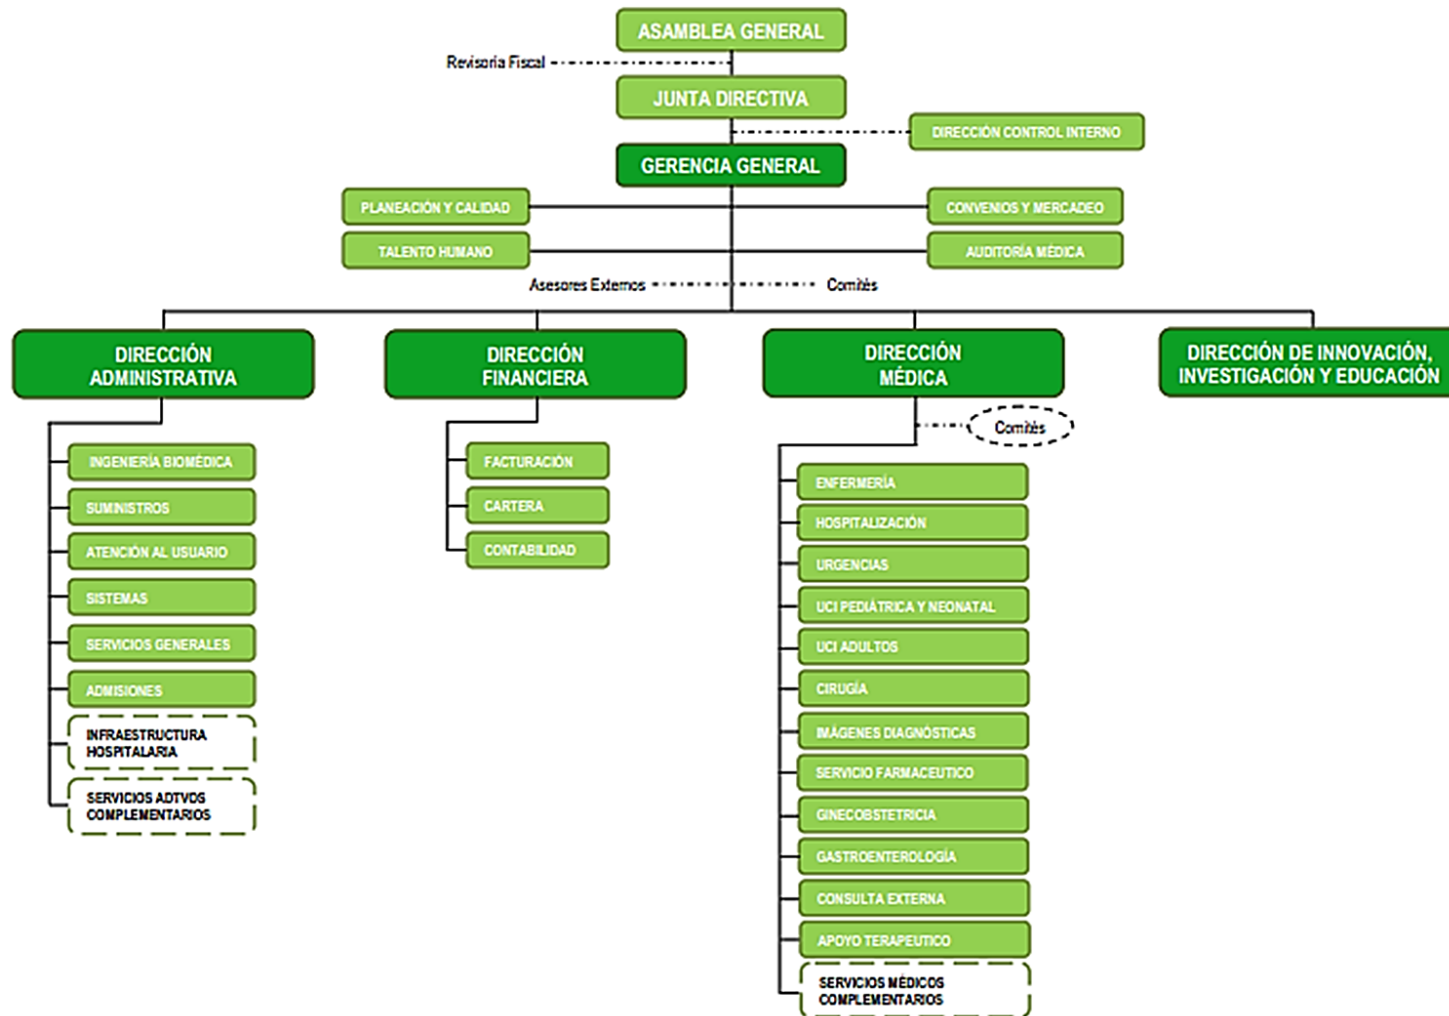 ASAMBLEA GENERAL
Revisoría Fiscal
JUNTA DIRECTIVA
DIRECCIÓN CONTROL INTERNO
GERENCIA GENERAL
PLANEACIÓN Y CALIDAD
CONVENIOS Y MERCADEO
TALENTO HUMANO
AUDITORÍA MÉDICA
Asesores Externos
Comités
DIRECCIÓN
ADMINISTRATIVA
INGENIERÍA BIOMÉDICA
SUMINISTROS
ATENCIÓN AL USUARIO
SISTEMAS
SERVICIOS GENERALES
ADMISIONES
INFRAESTRUCTURA
HOSPITALARIA
SERVICIOS ADTVOS
COMPLEMENTARIOS
DIRECCIÓN
FINANCIERA
FACTURACIÓN
CARTERA
CONTABILIDAD
DIRECCIÓN
MÉDICA
Comités
ENFERMERÍA
HOSPITALIZACIÓN
URGENCIAS
UCI PEDIÁTRICA Y NEONATAL
UCI ADULTOS
CIRUGÍA
IMÁGENES DIAGNÓSTICAS
SERVICIO FARMACEUTICO
GINECOBSTETRICIA
GASTROENTEROLOGÍA
CONSULTA EXTERNA
APOYO TERAPEUTICO
SERVICIOS MÉDICOS
COMPLEMENTARIOS
DIRECCIÓN DE INNOVACIÓN,
INVESTIGACIÓN Y EDUCACIÓN